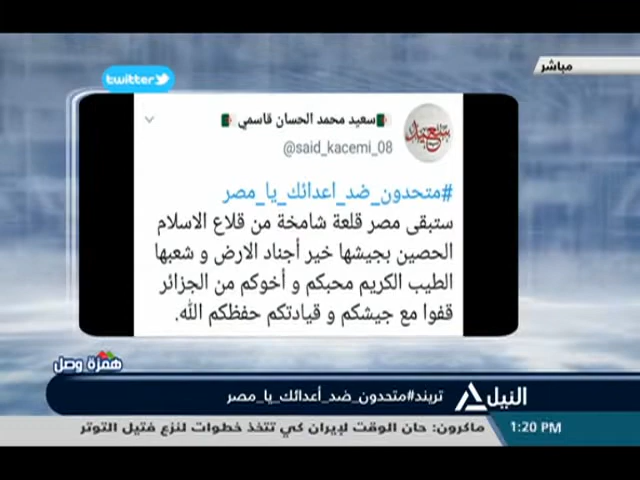 مباشر
twitter
سعيد محمد الحسان قاسمي
@said_kacemi_08
#متحدون_ضد_اعدائك_يا_مصر
ستبقى مصر قلعة شامخة من قلاع الاسلام
الحصين بجيشها خير أجناد الارض و شعبها
الطيب الكريم محبكم و أخوكم من الجزائر
قفوا مع جيشكم و قيادتكم حفظكم الله.
همزة وصل
النيل
تريند#متحدون_ضد_أعدائك_يا_مصر
ماكرون: حان الوقت لإيران كي تتخذ خطوات لنزع فتيل التوتر
1:20 PM